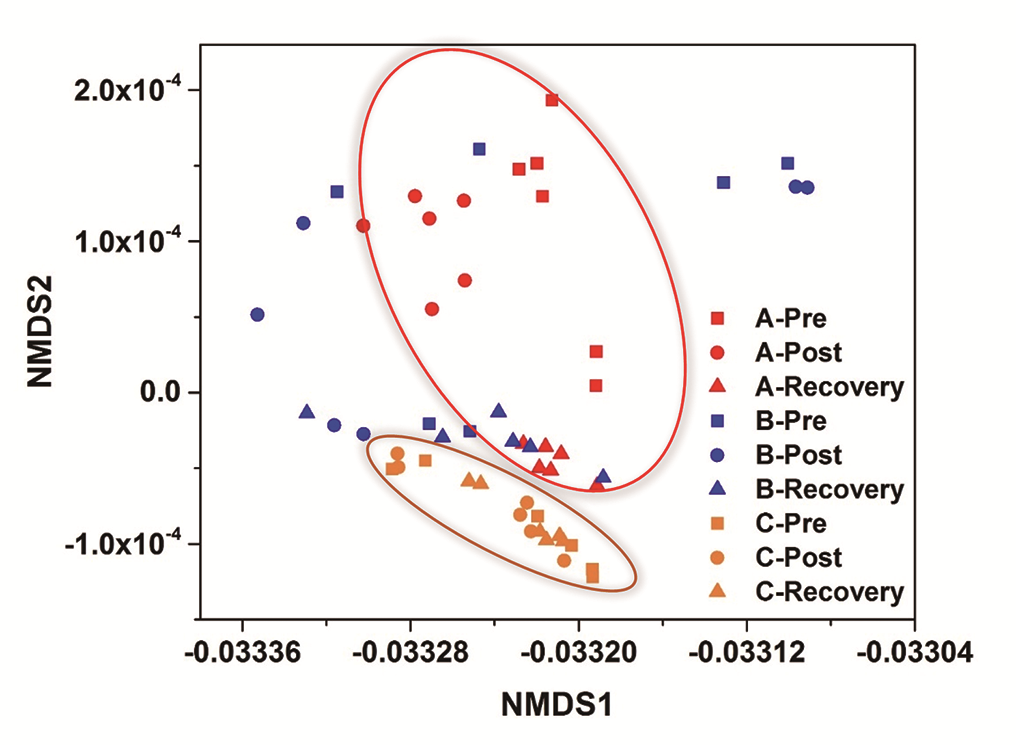 2.0x10⁻⁴
1.0x10⁻⁴
0.0
-1.0x10⁻⁴
NMDS2
A-Pre
A-Post
A-Recovery
B-Pre
B-Post
B-Recovery
C-Pre
C-Post
C-Recovery
-0.03336 -0.03328 -0.03320 -0.03312 -0.03304
NMDS1